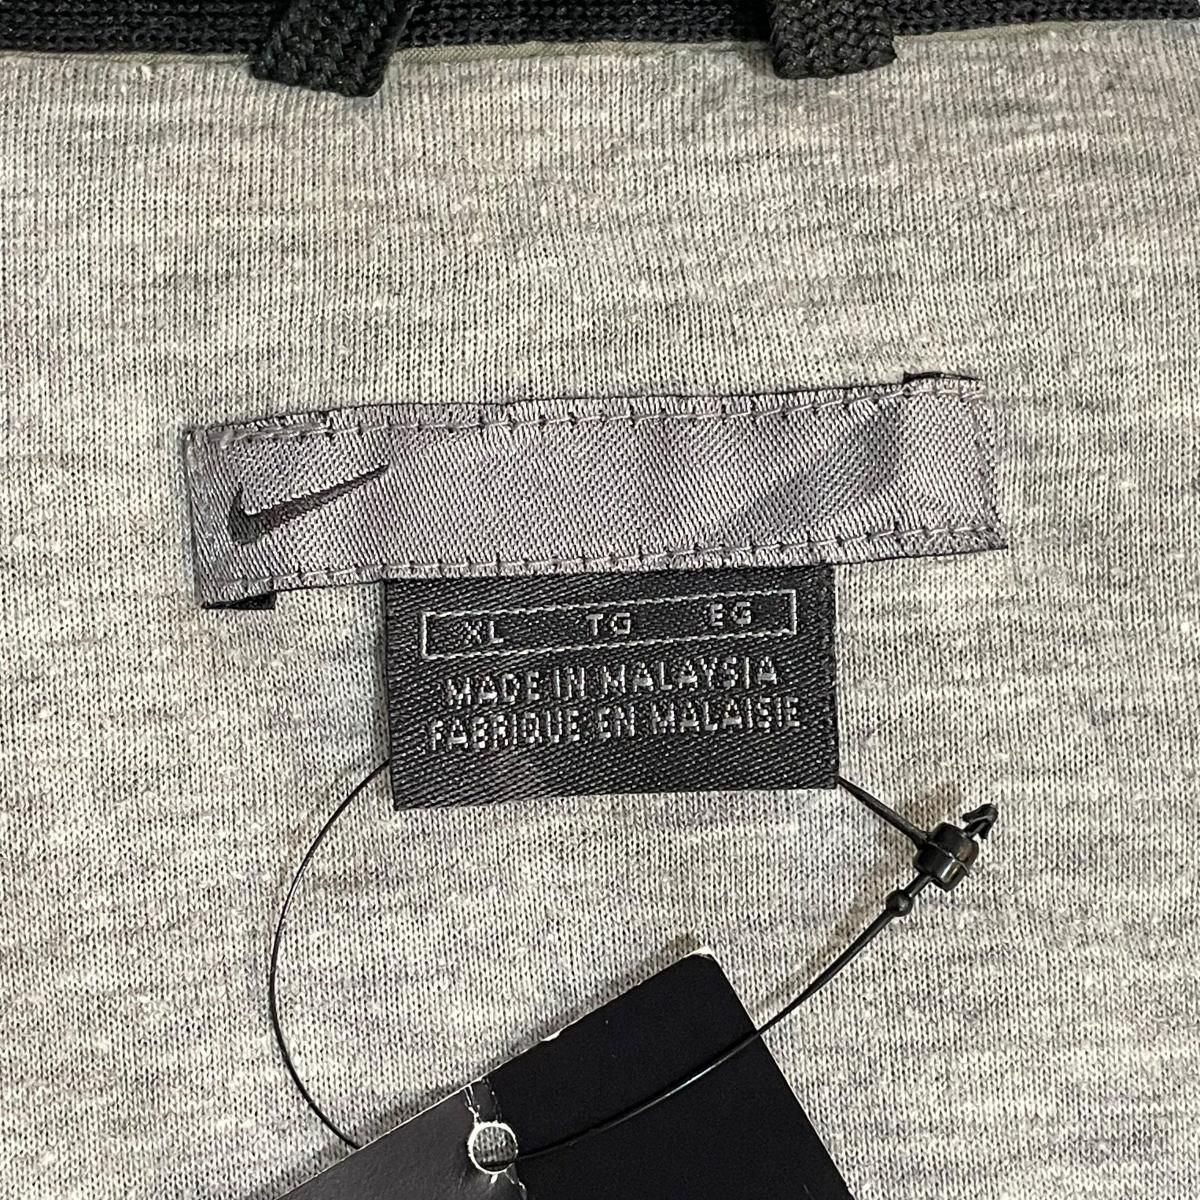 XL TG EG
MADE IN MALAYSIA
FABRIQUE EN MALAISIE